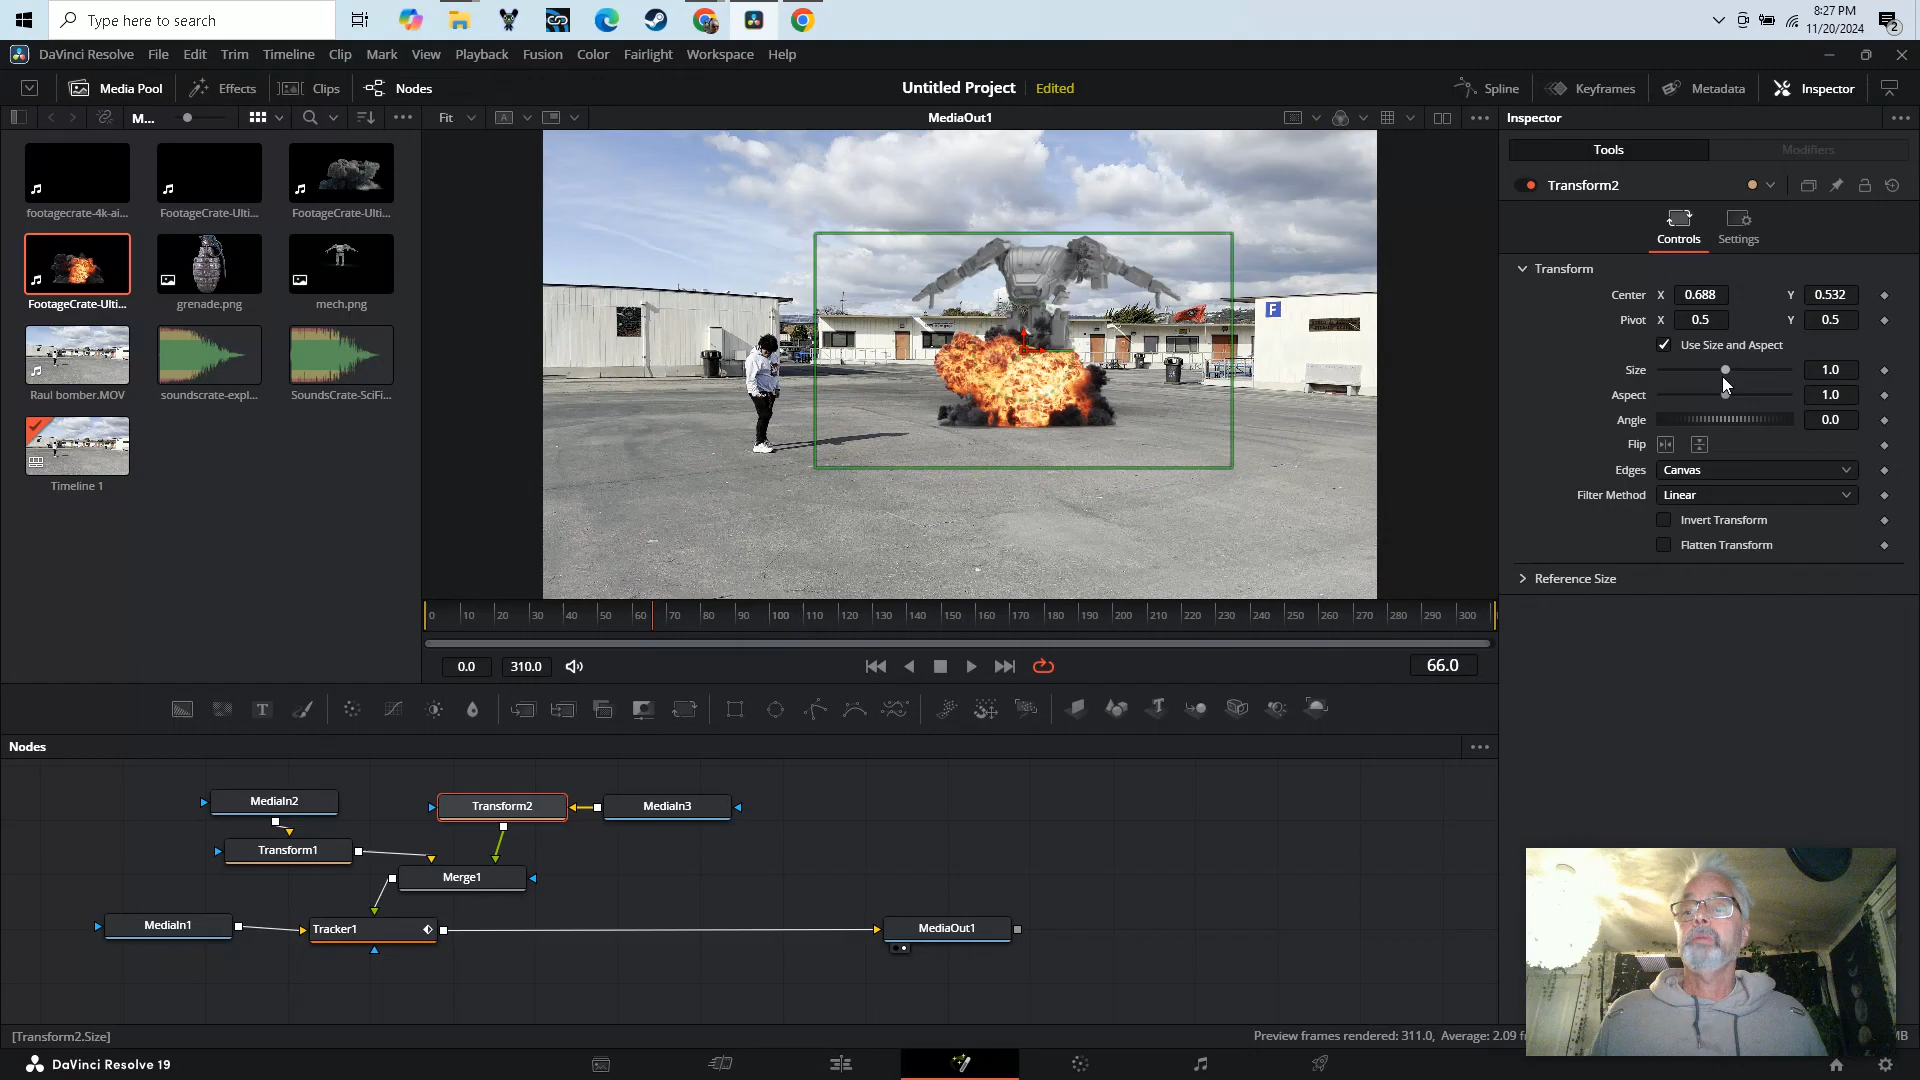 Type here to search
8:27 PM
11/20/2024
2
DaVinci Resolve File Edit Trim Timeline Clip Mark View Playback Fusion Color Fairlight Workspace Help
Media Pool Effects Clips Nodes
Untitled Project Edited
Spline Keyframes Metadata Inspector
M...
Fit
A
MediaOut1
Inspector
footagecrate-4k-ai...
FootageCrate-Ulti...
FootageCrate-Ulti...
FootageCrate-Ulti...
grenade.png
mech.png
Raul bomber.MOV
soundscrate-expl...
SoundsCrate-SciFi...
Timeline 1
F
Tools Modifiers
Transform2
Controls Settings
Transform
Center X 0.688 Y 0.532
Pivot X 0.5 Y 0.5
Use Size and Aspect
Size 1.0
Aspect 1.0
Angle 0.0
Flip
Edges Canvas
Filter Method Linear
Invert Transform
Flatten Transform
Reference Size
0 10 20 30 40 50 60 70 80 90 100 110 120 130 140 150 160 170 180 190 200 210 220 230 240 250 260 270 280 290 300
0.0 310.0 66.0
T
T
Nodes
MediaIn2
Transform2
MediaIn3
Transform1
Merge1
MediaIn1
Tracker1
MediaOut1
[Transform2.Size]
Preview frames rendered: 311.0, Average: 2.09 f
MB
DaVinci Resolve 19